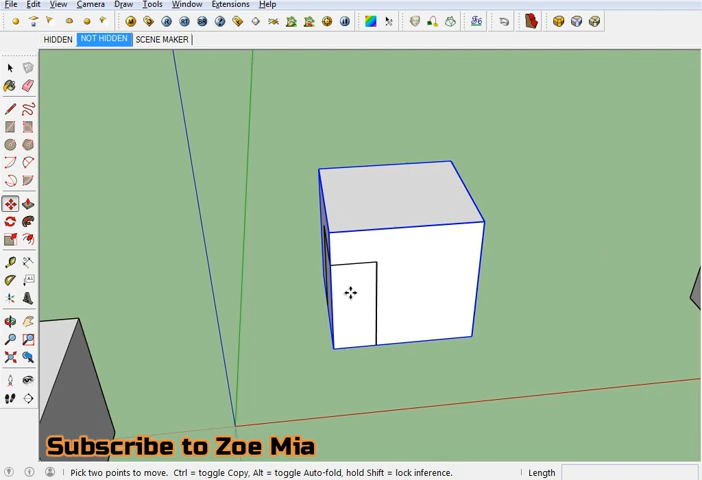 File Edit View Camera Draw Tools Window Extensions Help
HIDDEN NOT HIDDEN SCENE MAKER
Subscribe to Zoe Mia
Pick two points to move. Ctrl = toggle Copy, Alt = toggle Auto-fold, hold Shift = lock inference. Length